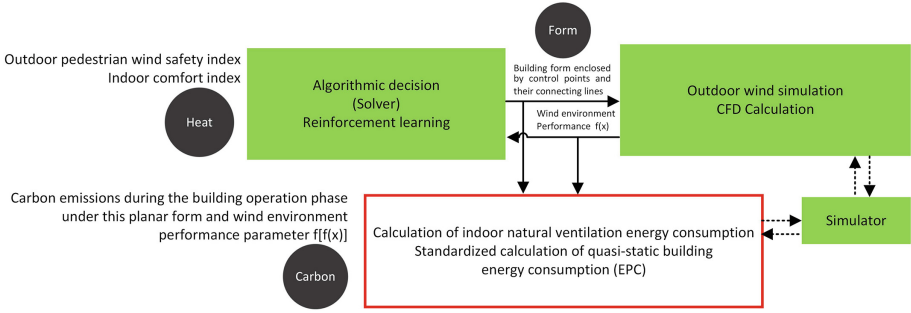 Form
Outdoor pedestrian wind safety index
Indoor comfort index
Heat
Algorithmic decision
(Solver)
Reinforcement learning
Building form enclosed
by control points and
their connecting lines
Wind environment
Performance f(x)
Outdoor wind simulation
CFD Calculation
Carbon emissions during the building operation phase
under this planar form and wind environment
performance parameter f[f(x)]
Carbon
Calculation of indoor natural ventilation energy consumption
Standardized calculation of quasi-static building
energy consumption (EPC)
Simulator